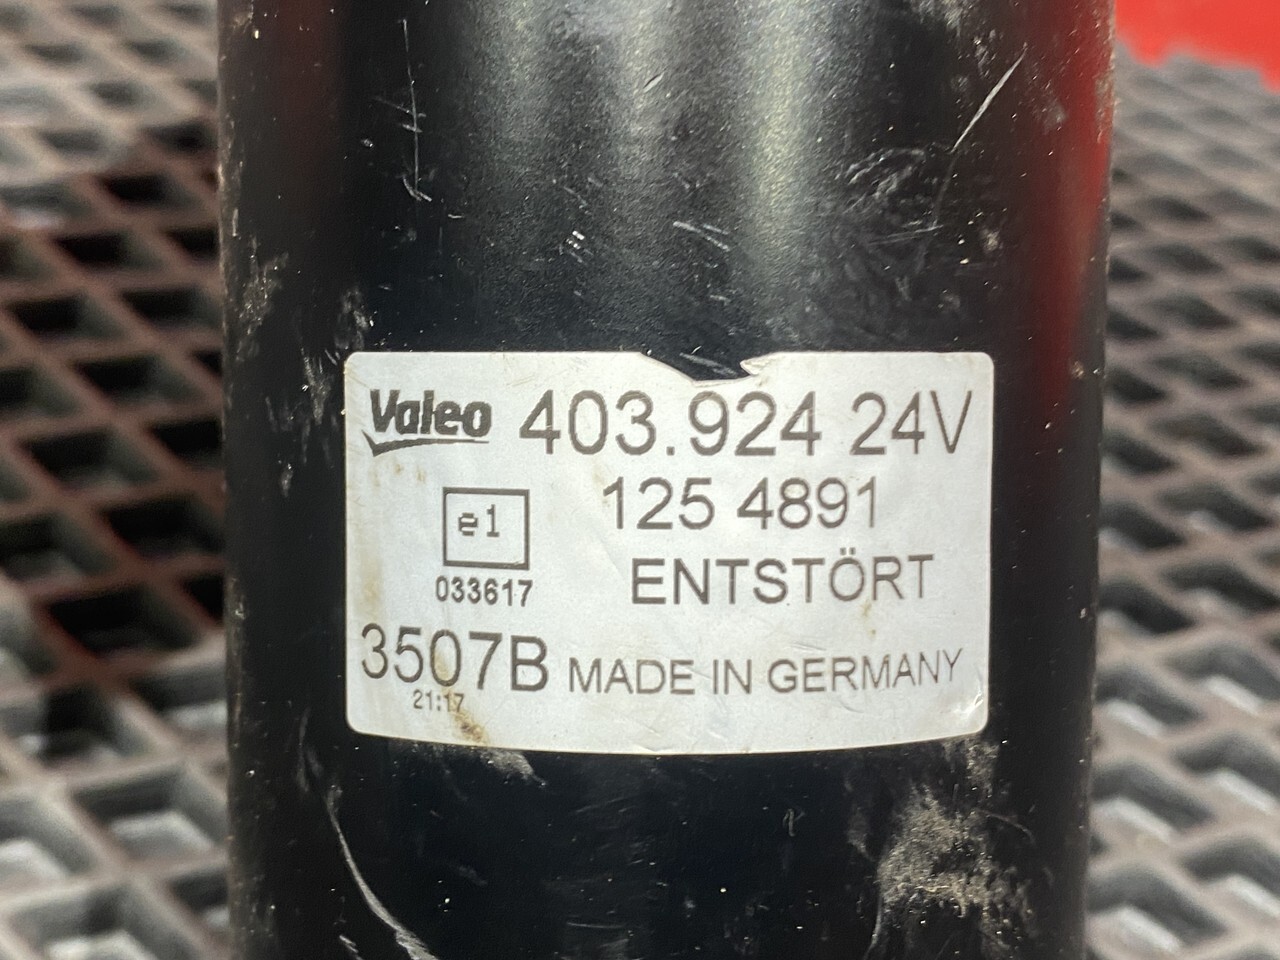 Valeo 403.924 24V
125 4891
e1
ENTSTÖRT
033617
3507B MADE IN GERMANY
21:17